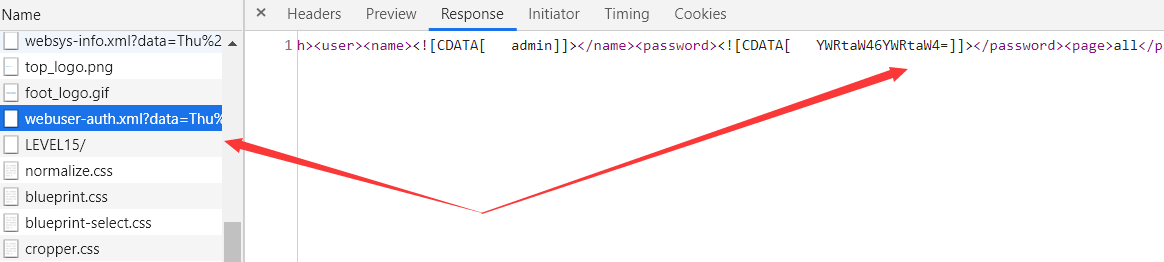 Name
websys-info.xml?data=Thu%2
top_logo.png
foot_logo.gif
webuser-auth.xml?data=Thu%
LEVEL15/
normalize.css
blueprint.css
blueprint-select.css
cropper.css
× Headers Preview Response Initiator Timing Cookies
1 h><user><name><![CDATA[ admin]]></name><password><![CDATA[ YWRtaW46YWRtaW4=]]></password><page>all</p